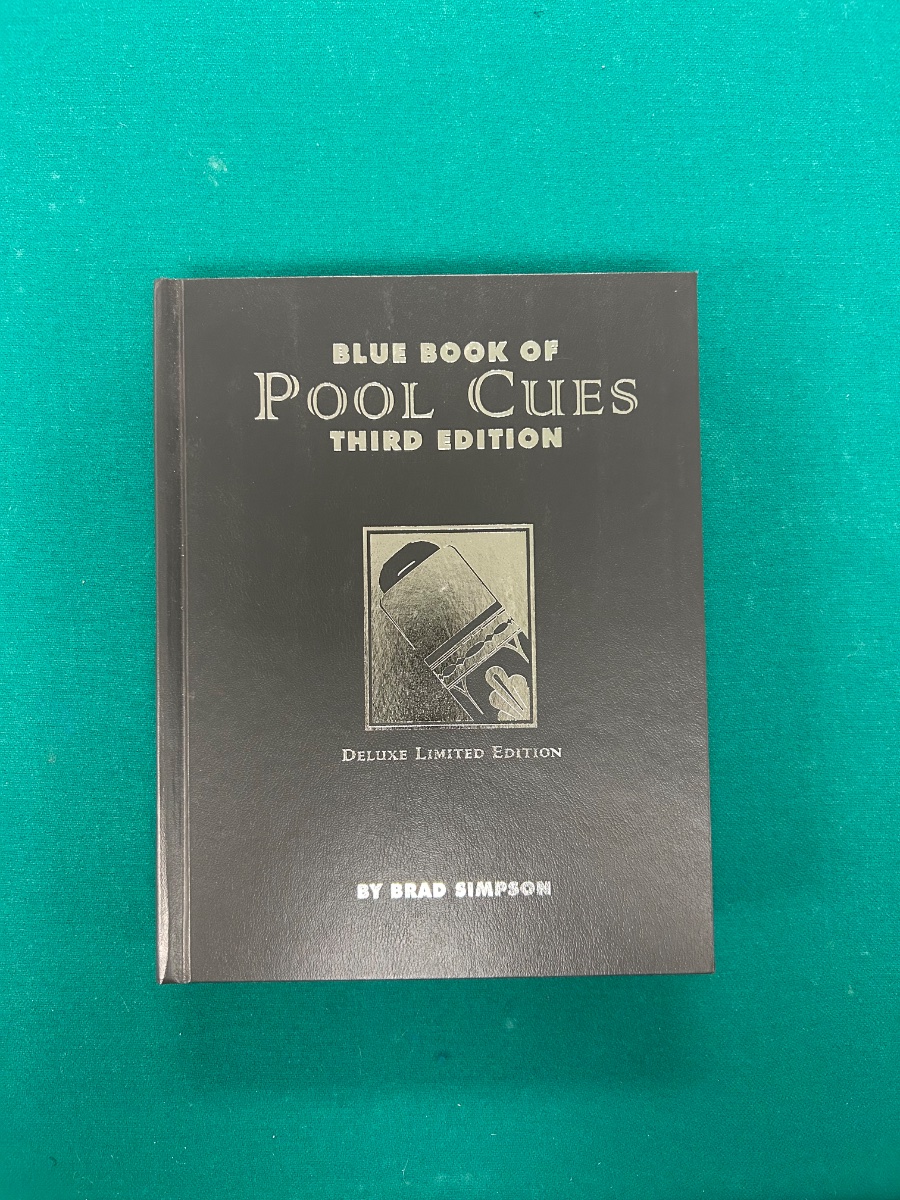 BLUE BOOK OF
POOL CUES
THIRD EDITION
DELUXE LIMITED EDITION
BY BRAD SIMPSON